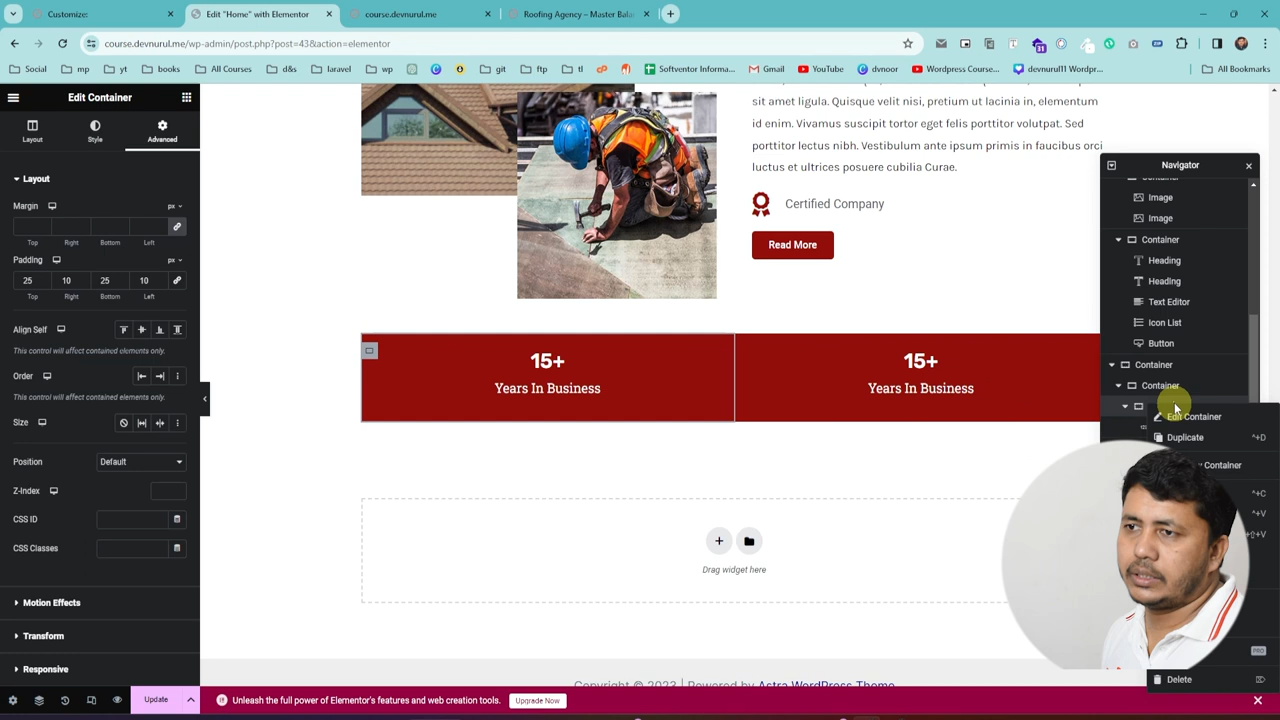 Customize:
Edit "Home" with Elementor
course.devnurul.me
Roofing Agency – Master Bala
course.devnurul.me/wp-admin/post.php?post=43&action=elementor
Social
mp
yt
All Courses
d&s
laravel
wp
git
ftp
tl
Softventor Informa...
Gmail
YouTube
dvnoor
Wordpress Course...
devnurul11 Wordpr...
All Bookmarks
Edit Container
Layout
Style
Advanced
Layout
Margin
px
Top
Right
Bottom
Left
Padding
px
25
10
25
10
Top
Right
Bottom
Left
Align Self
This control will affect contained elements only.
Order
This control will affect contained elements only.
Size
Position
Default
Z-Index
CSS ID
CSS Classes
Motion Effects
Transform
Responsive
Update
sit amet ligula. Quisque velit nisi, pretium ut lacinia in, elementum
id enim. Vivamus suscipit tortor eget felis porttitor volutpat. Sed
porttitor lectus nibh. Vestibulum ante ipsum primis in faucibus orci
luctus et ultrices posuere cubilia Curae.
Certified Company
Read More
15+
Years In Business
15+
Years In Business
Drag widget here
Copyright © 2023 | Powered by Astra WordPress Theme
Navigator
Container
Image
Image
Container
Heading
Heading
Text Editor
Icon List
Button
Container
Container
Edit Container
Duplicate
^+D
Container
^+C
^+V
^+⇧+V
PRO
Delete
Unleash the full power of Elementor's features and web creation tools.
Upgrade Now